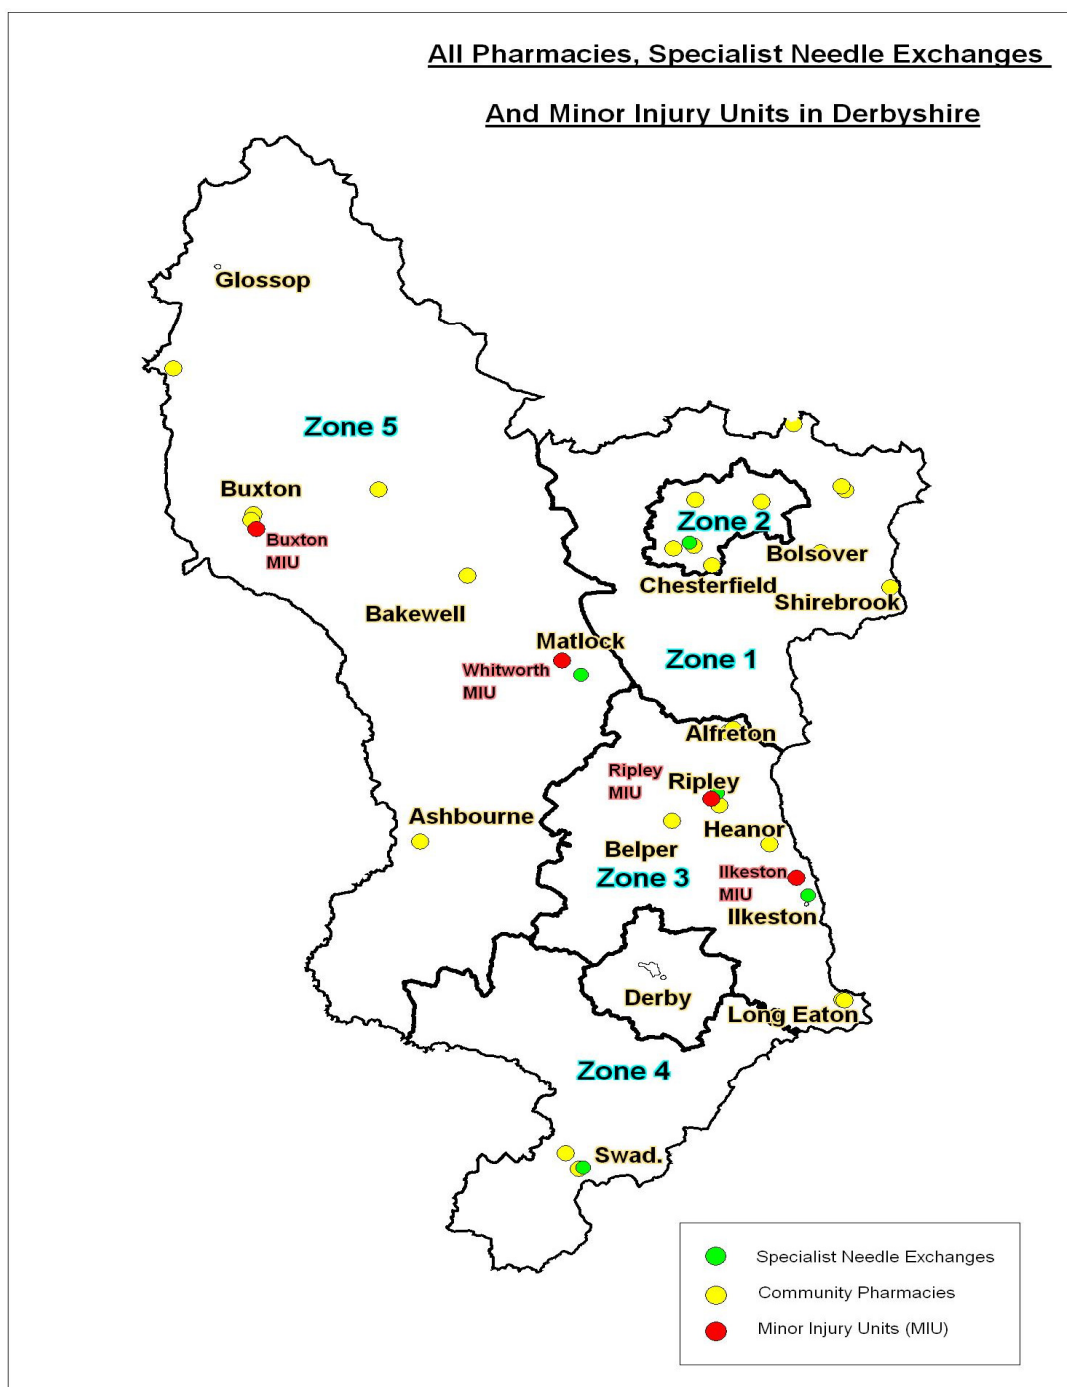 All Pharmacies, Specialist Needle Exchanges
And Minor Injury Units in Derbyshire
Glossop
Zone 5
Buxton
Buxton
MIU
Zone 2
Bolsover
Chesterfield
Shirebrook
Bakewell
Matlock
Whitworth
MIU
Zone 1
Alfreton
Ripley
MIU
Ripley
Ashbourne
Heanor
Belper
Zone 3
Ilkeston
MIU
Ilkeston
Derby
Long Eaton
Zone 4
Swad.
Specialist Needle Exchanges
Community Pharmacies
Minor Injury Units (MIU)